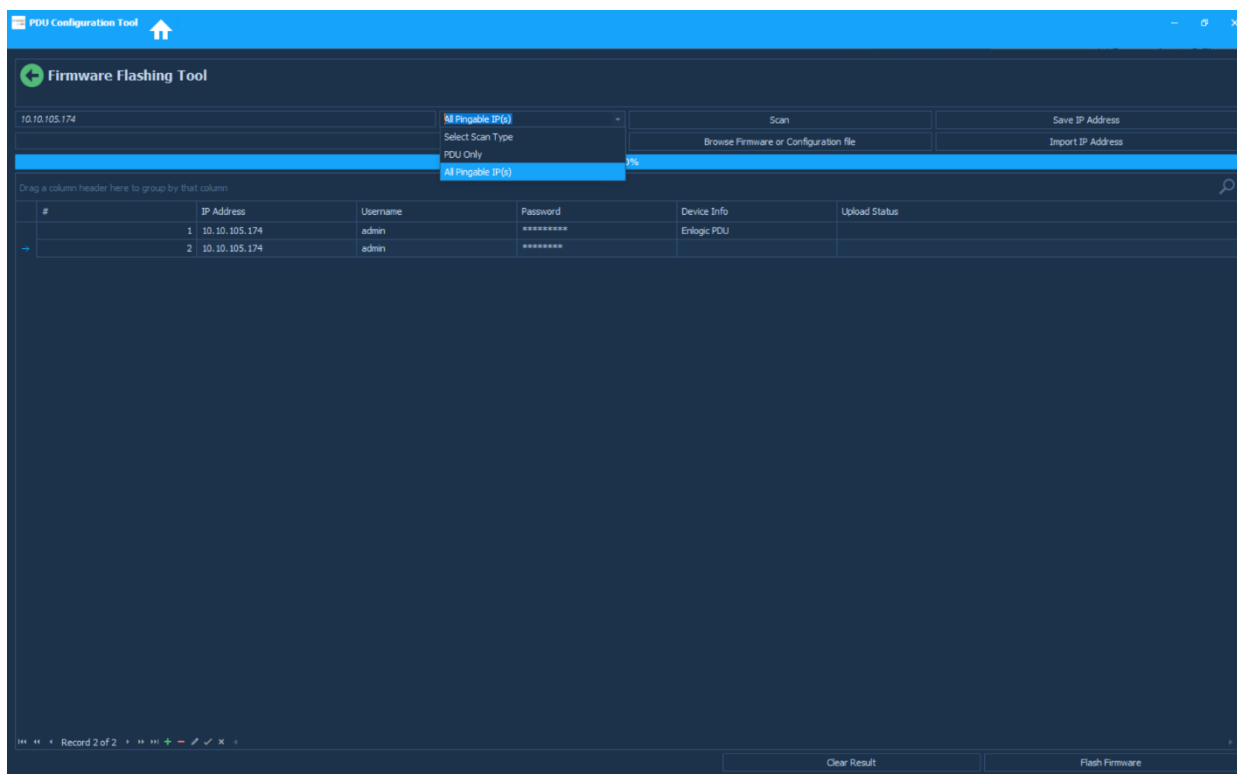 PDU Configuration Tool
Firmware Flashing Tool
10.10.105.174 All Pingable IP(s) Scan Save IP Address
Select Scan Type
Browse Firmware or Configuration file Import IP Address
PDU Only
0%
All Pingable IP(s)
Drag a column header here to group by that column
# IP Address Username Password Device Info Upload Status
1 10.10.105.174 admin ********* Enlogic PDU
2 10.10.105.174 admin ********
Record 2 of 2
Clear Result Flash Firmware